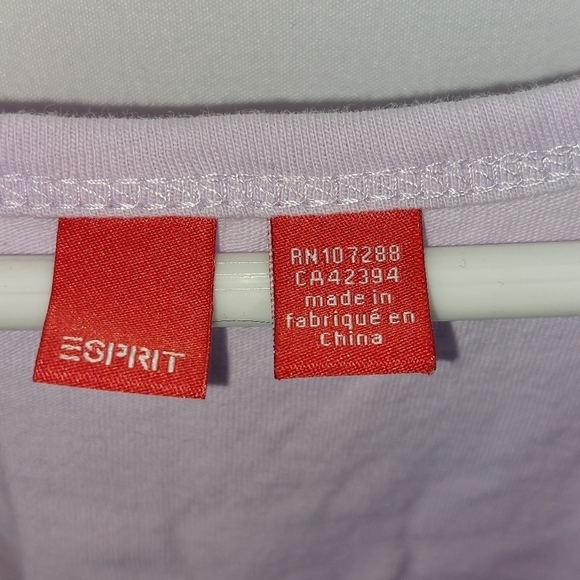 ESPRIT
RN107288
CA42394
made in
fabriqué en
China